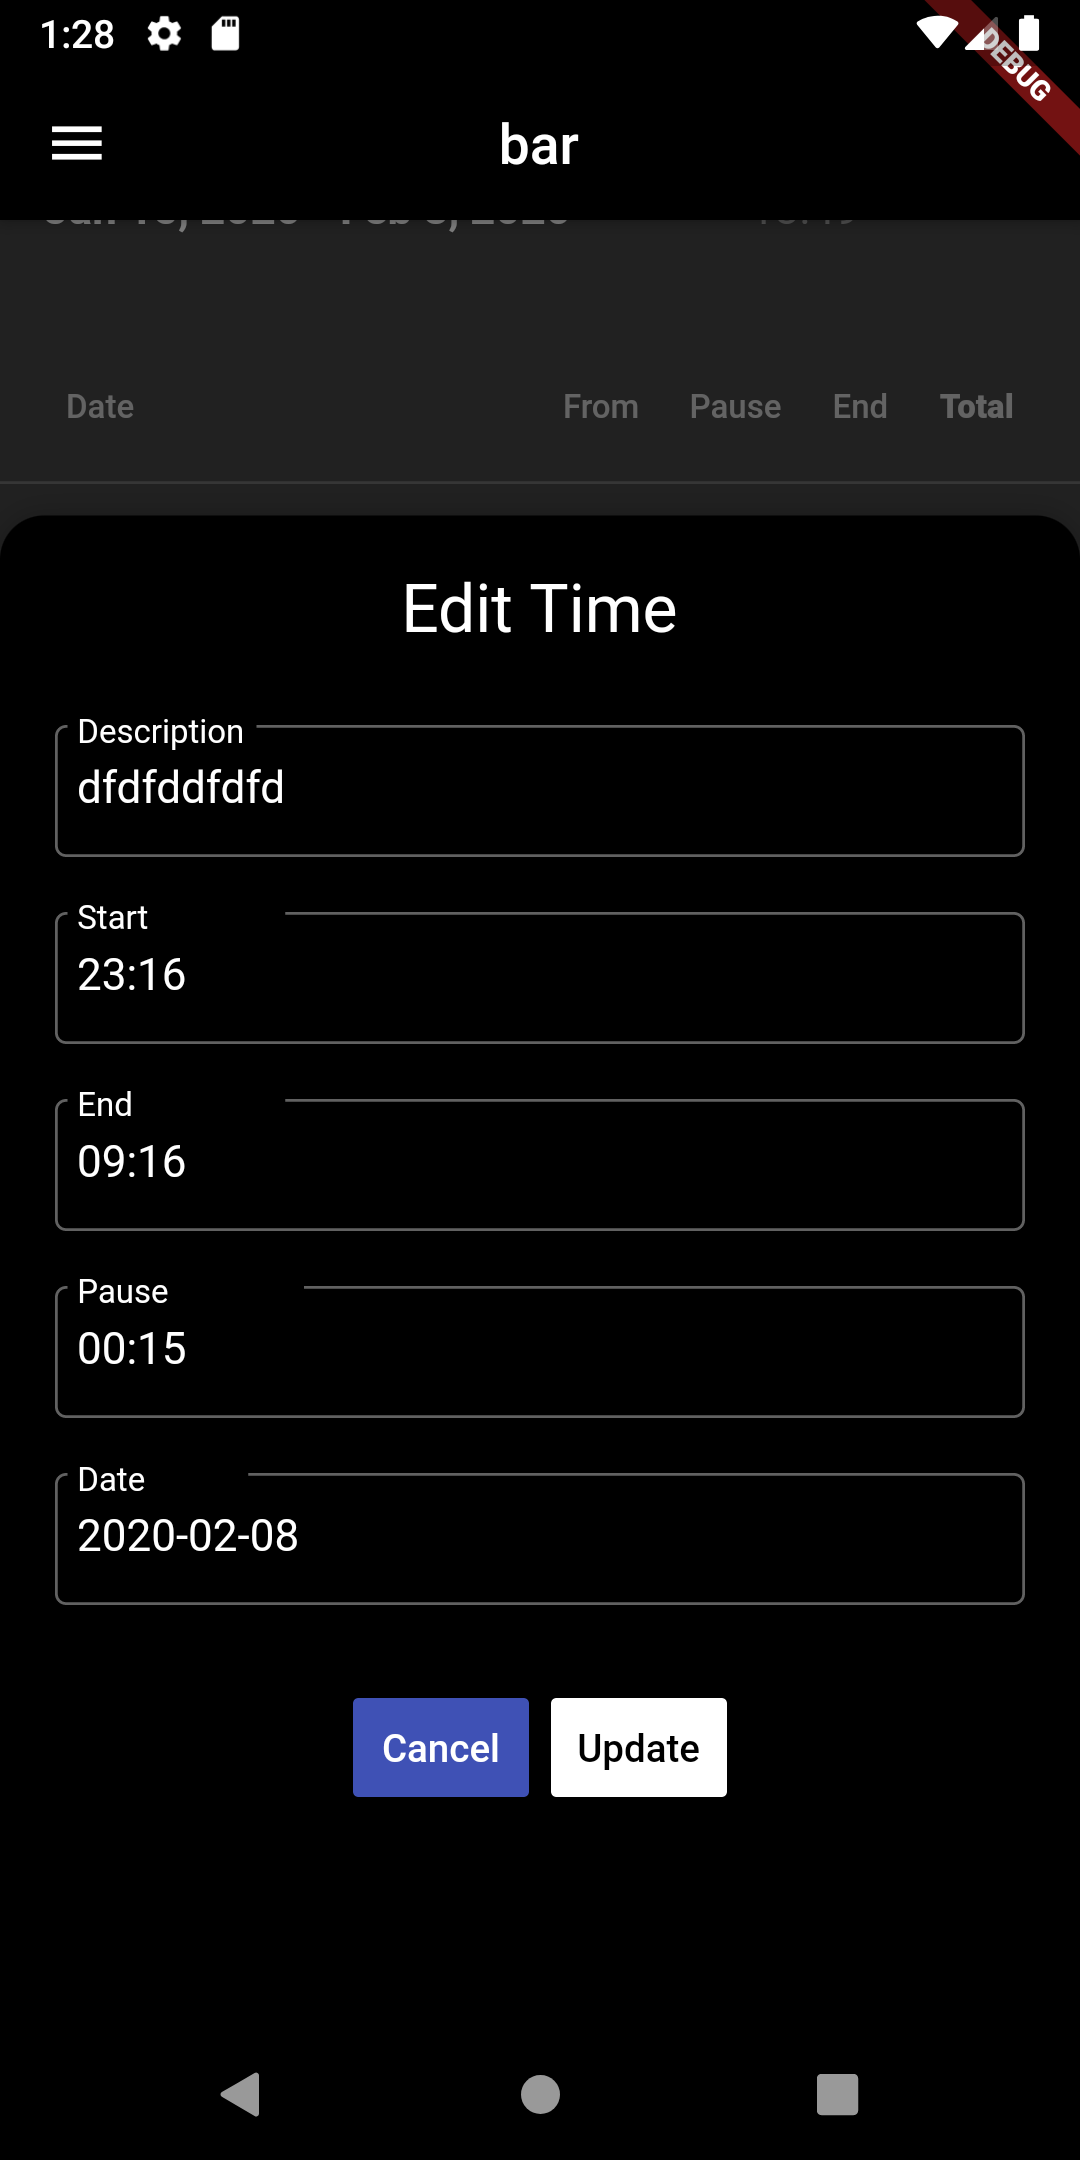 1:28
DEBUG
bar
Date From Pause End Total
Edit Time
Description
dfdfddfdfd
Start
23:16
End
09:16
Pause
00:15
Date
2020-02-08
Cancel Update